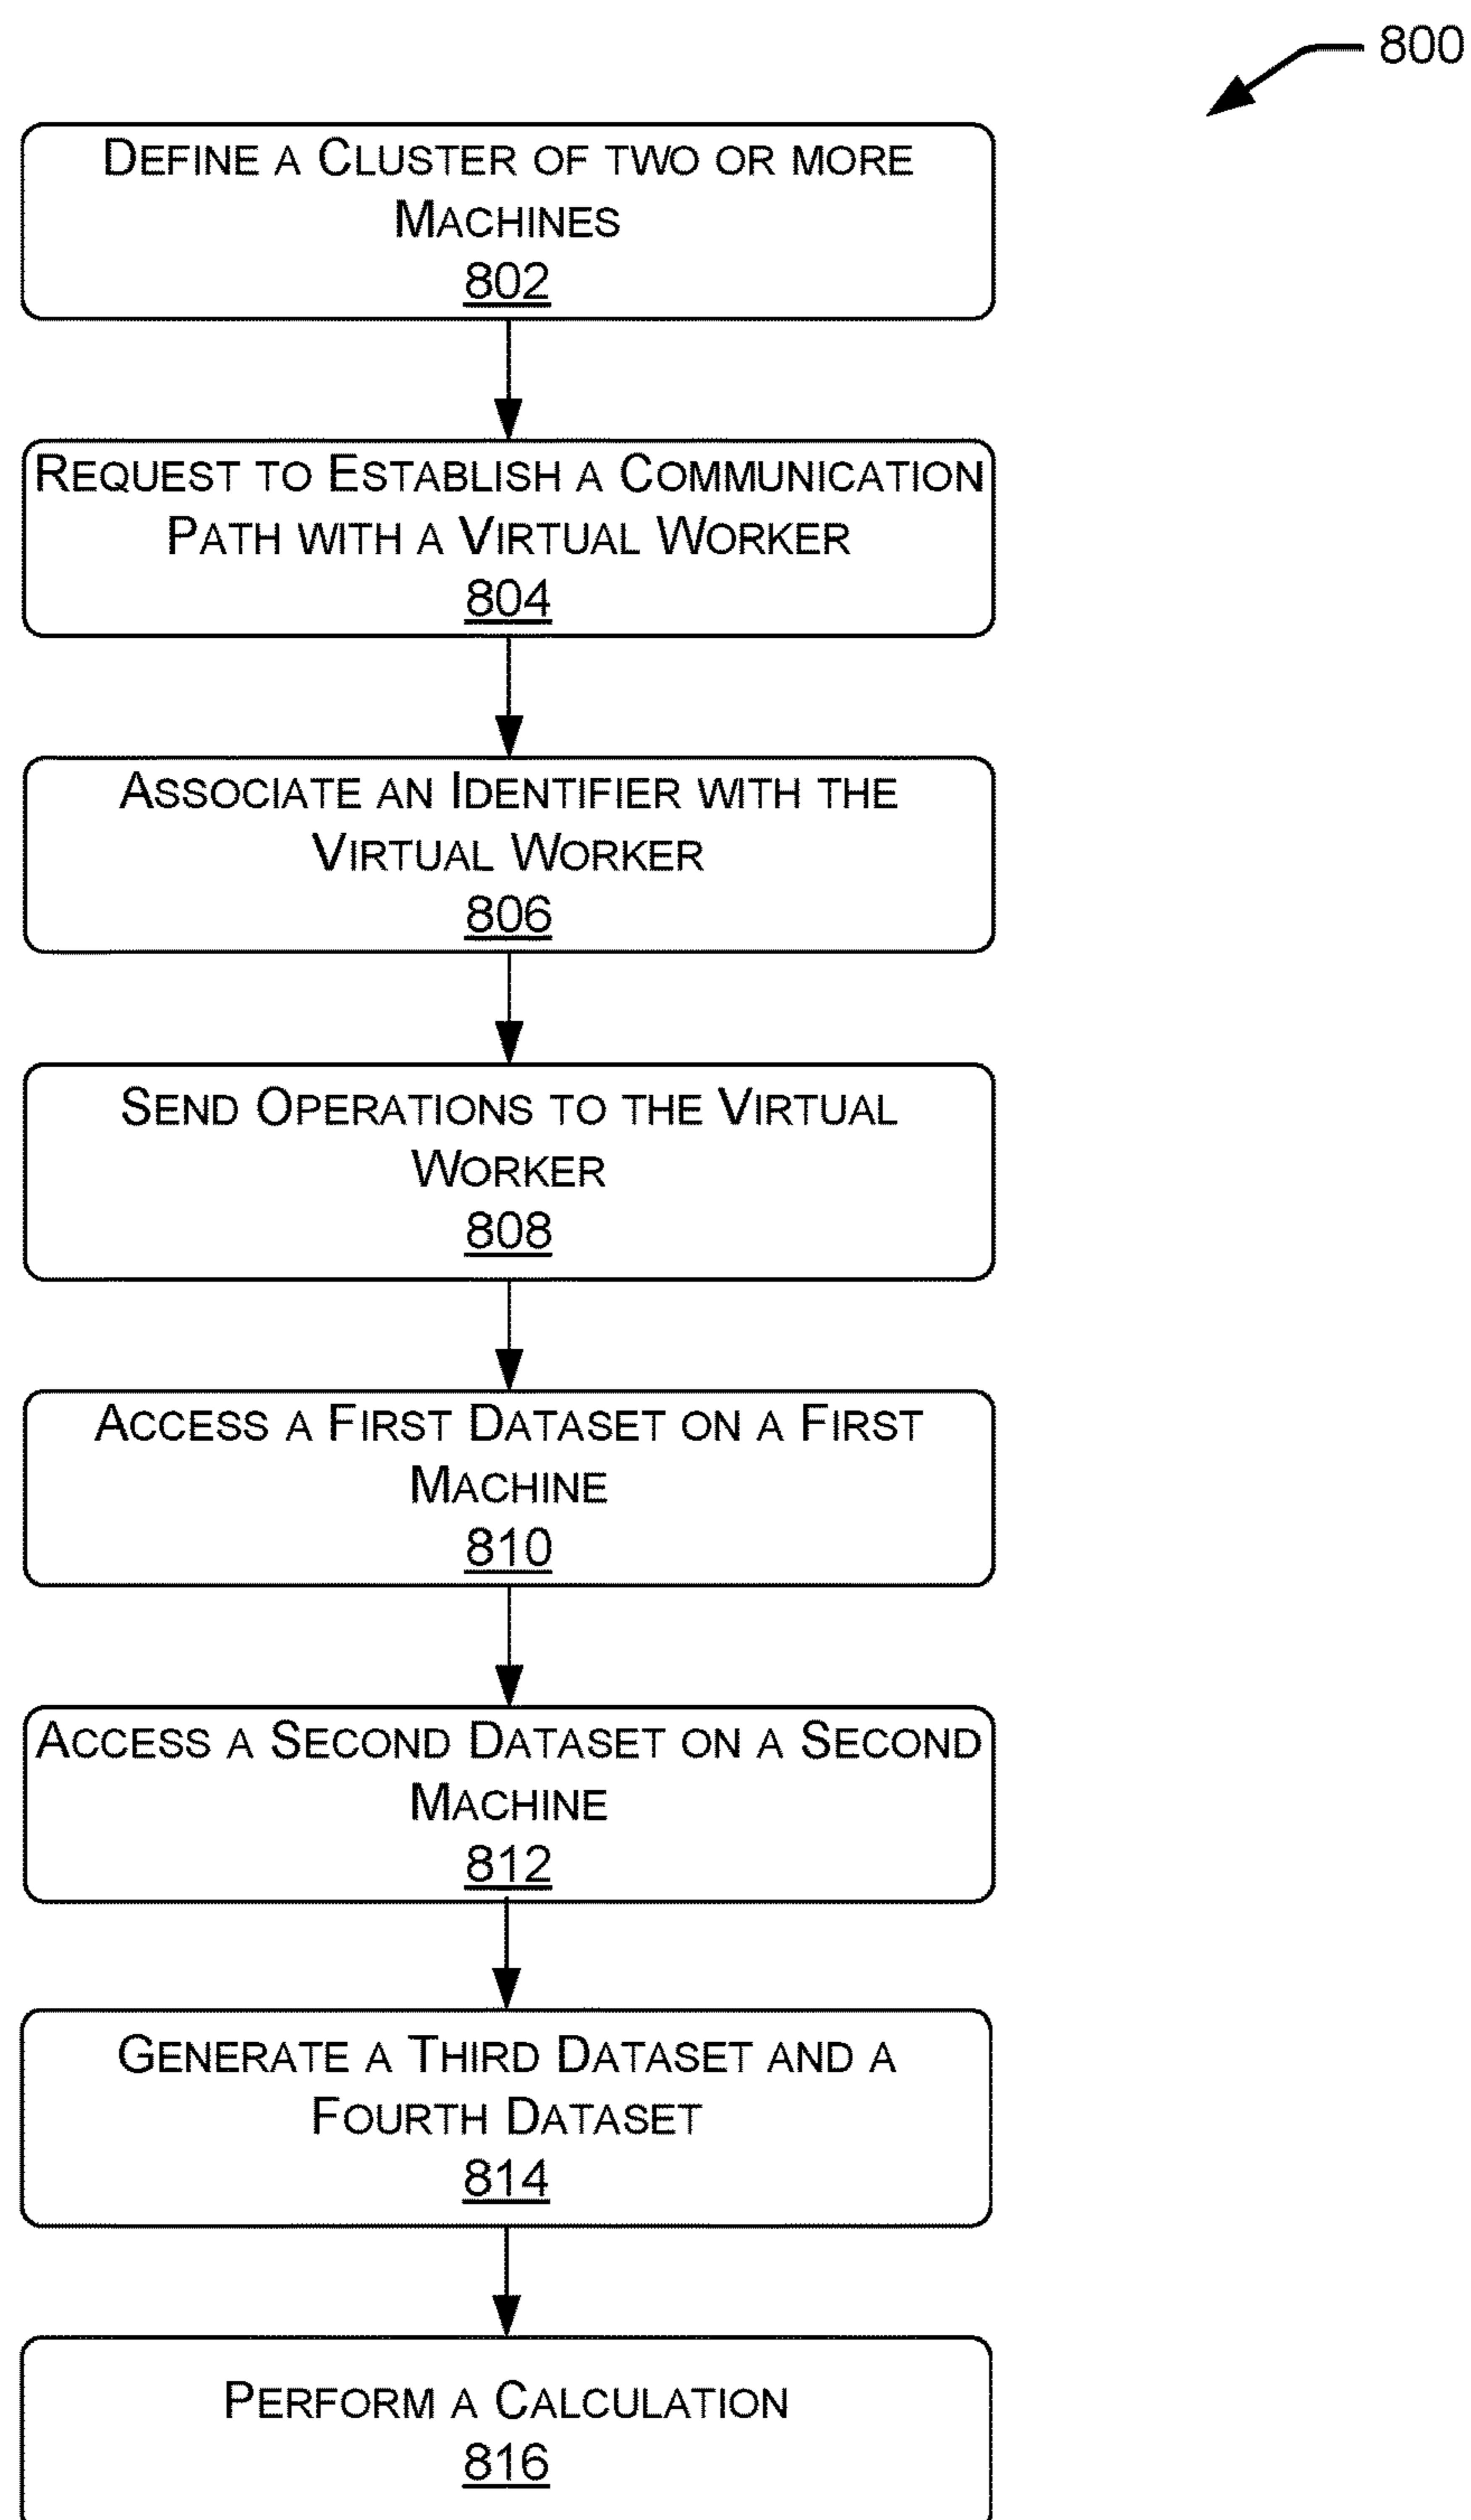 800
DEFINE A CLUSTER OF TWO OR MORE
MACHINES
802
REQUEST TO ESTABLISH A COMMUNICATION
PATH WITH A VIRTUAL WORKER
804
ASSOCIATE AN IDENTIFIER WITH THE
VIRTUAL WORKER
806
SEND OPERATIONS TO THE VIRTUAL
WORKER
808
ACCESS A FIRST DATASET ON A FIRST
MACHINE
810
ACCESS A SECOND DATASET ON A SECOND
MACHINE
812
GENERATE A THIRD DATASET AND A
FOURTH DATASET
814
PERFORM A CALCULATION
816